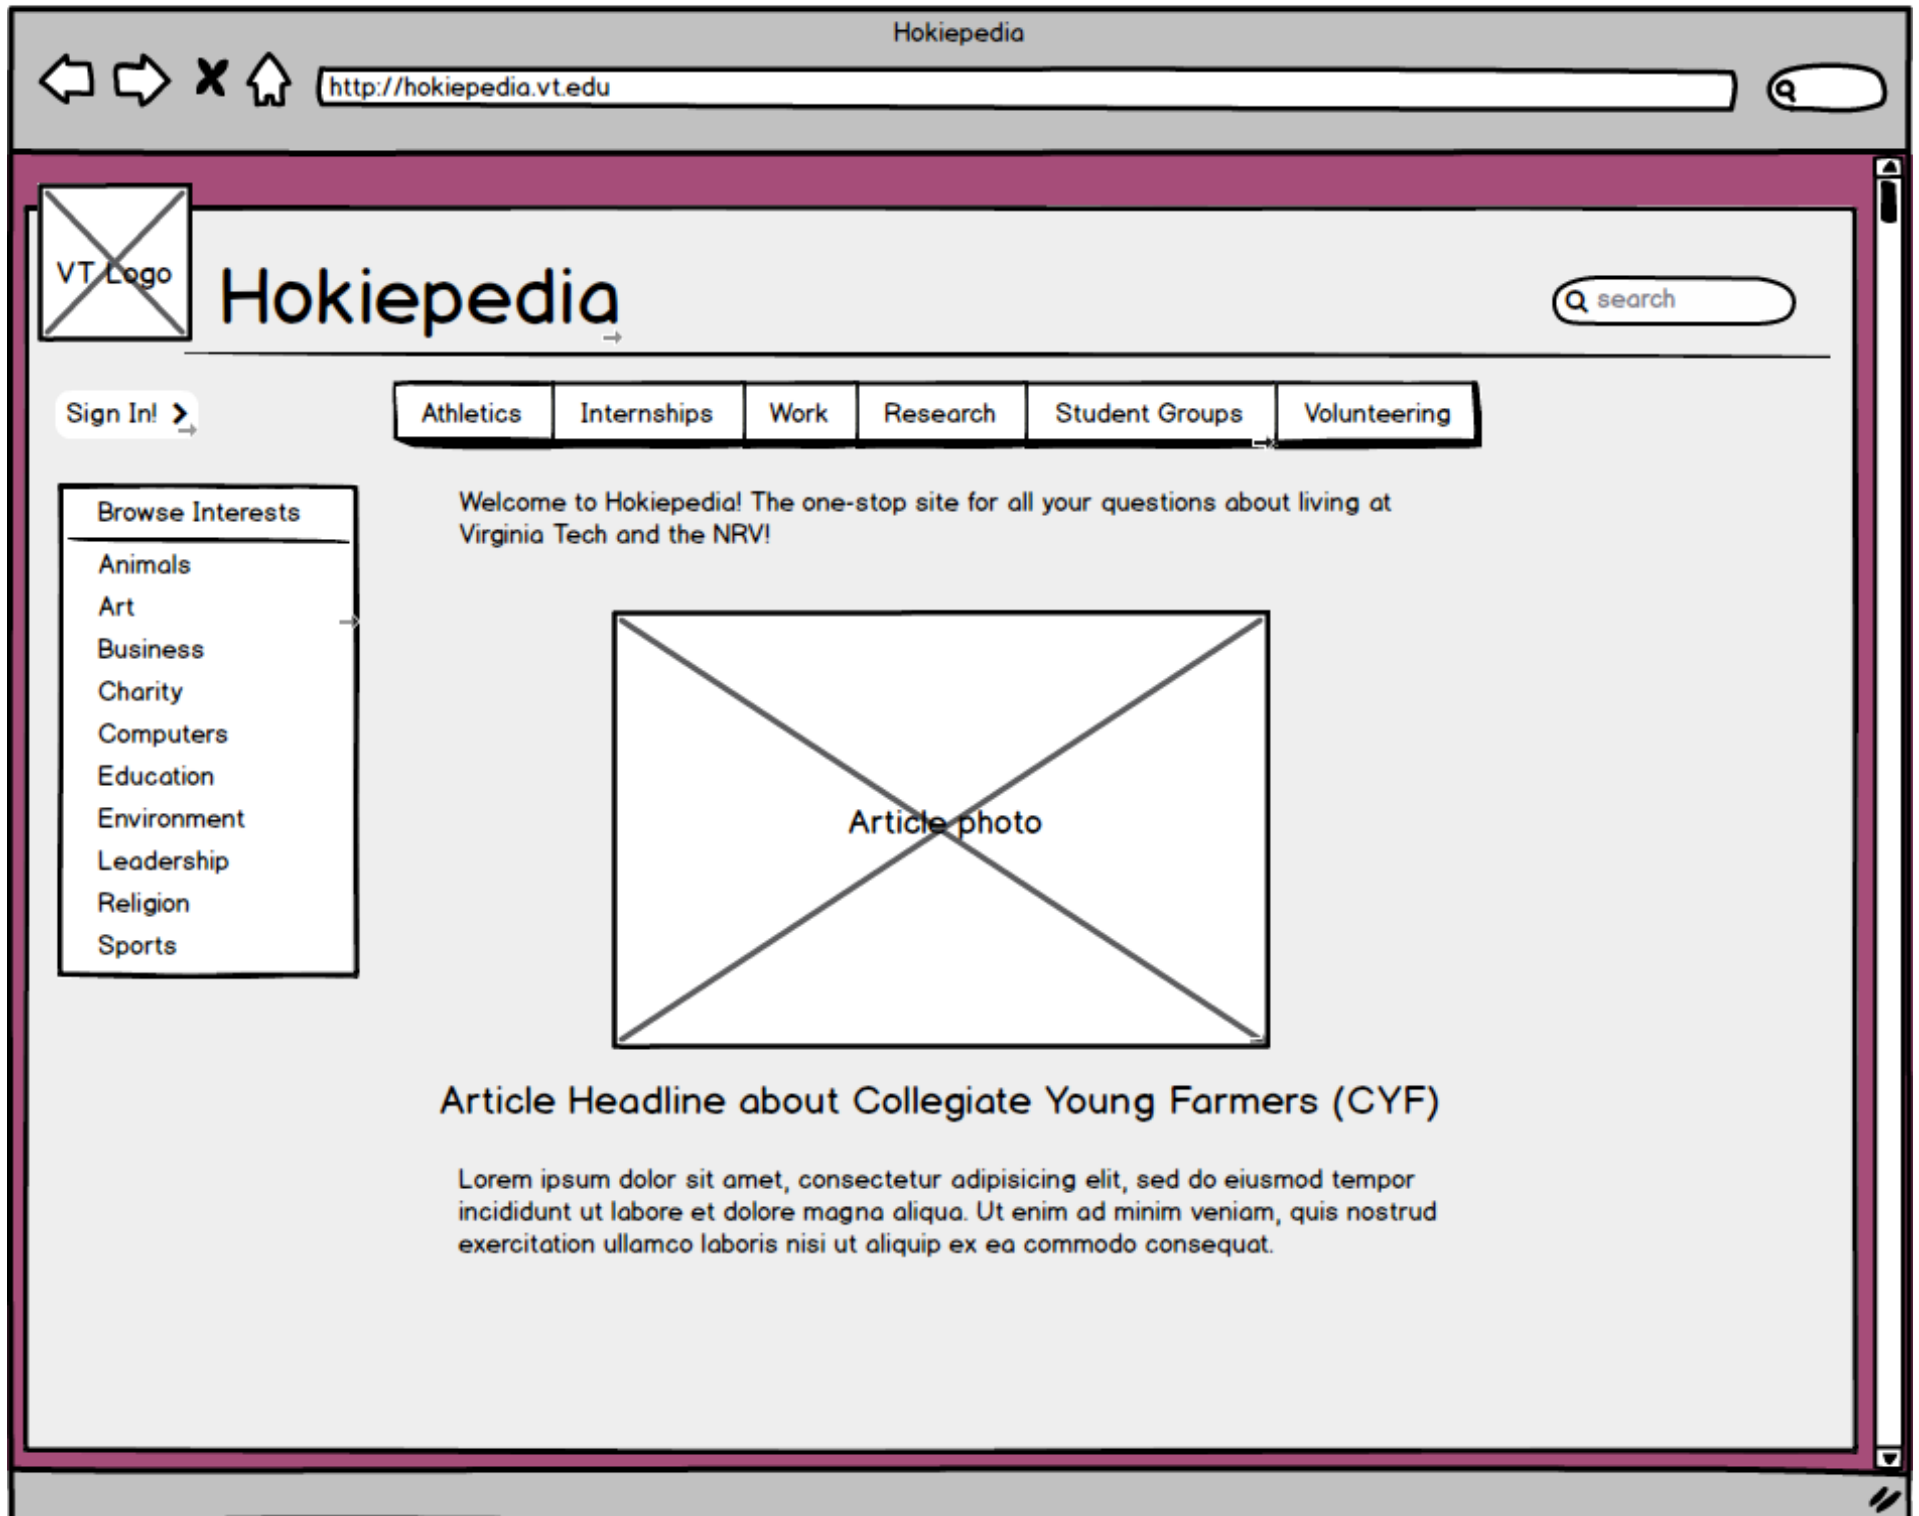 Hokiepedia
http://hokiepedia.vt.edu
VT Logo
Hokiepedia
search
Sign In!
Athletics Internships Work Research Student Groups Volunteering
Browse Interests
Animals
Art
Business
Charity
Computers
Education
Environment
Leadership
Religion
Sports
Welcome to Hokiepedia! The one-stop site for all your questions about living at
Virginia Tech and the NRV!
Article photo
Article Headline about Collegiate Young Farmers (CYF)
Lorem ipsum dolor sit amet, consectetur adipisicing elit, sed do eiusmod tempor
incididunt ut labore et dolore magna aliqua. Ut enim ad minim veniam, quis nostrud
exercitation ullamco laboris nisi ut aliquip ex ea commodo consequat.